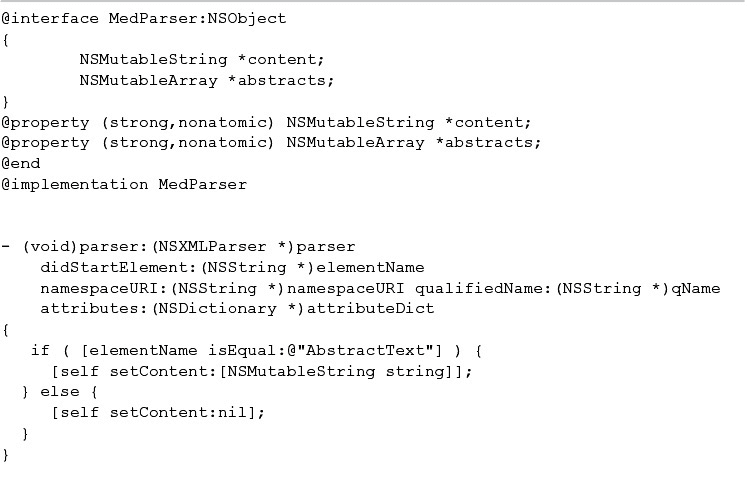 @interface MedParser:NSObject
{
        NSMutableString *content;
        NSMutableArray *abstracts;
}
@property (strong,nonatomic) NSMutableString *content;
@property (strong,nonatomic) NSMutableArray *abstracts;
@end
@implementation MedParser
- (void)parser:(NSXMLParser *)parser
    didStartElement:(NSString *)elementName
    namespaceURI:(NSString *)namespaceURI qualifiedName:(NSString *)qName
    attributes:(NSDictionary *)attributeDict
{
   if ( [elementName isEqual:@"AbstractText"] ) {
     [self setContent:[NSMutableString string]];
  } else {
     [self setContent:nil];
  }
}